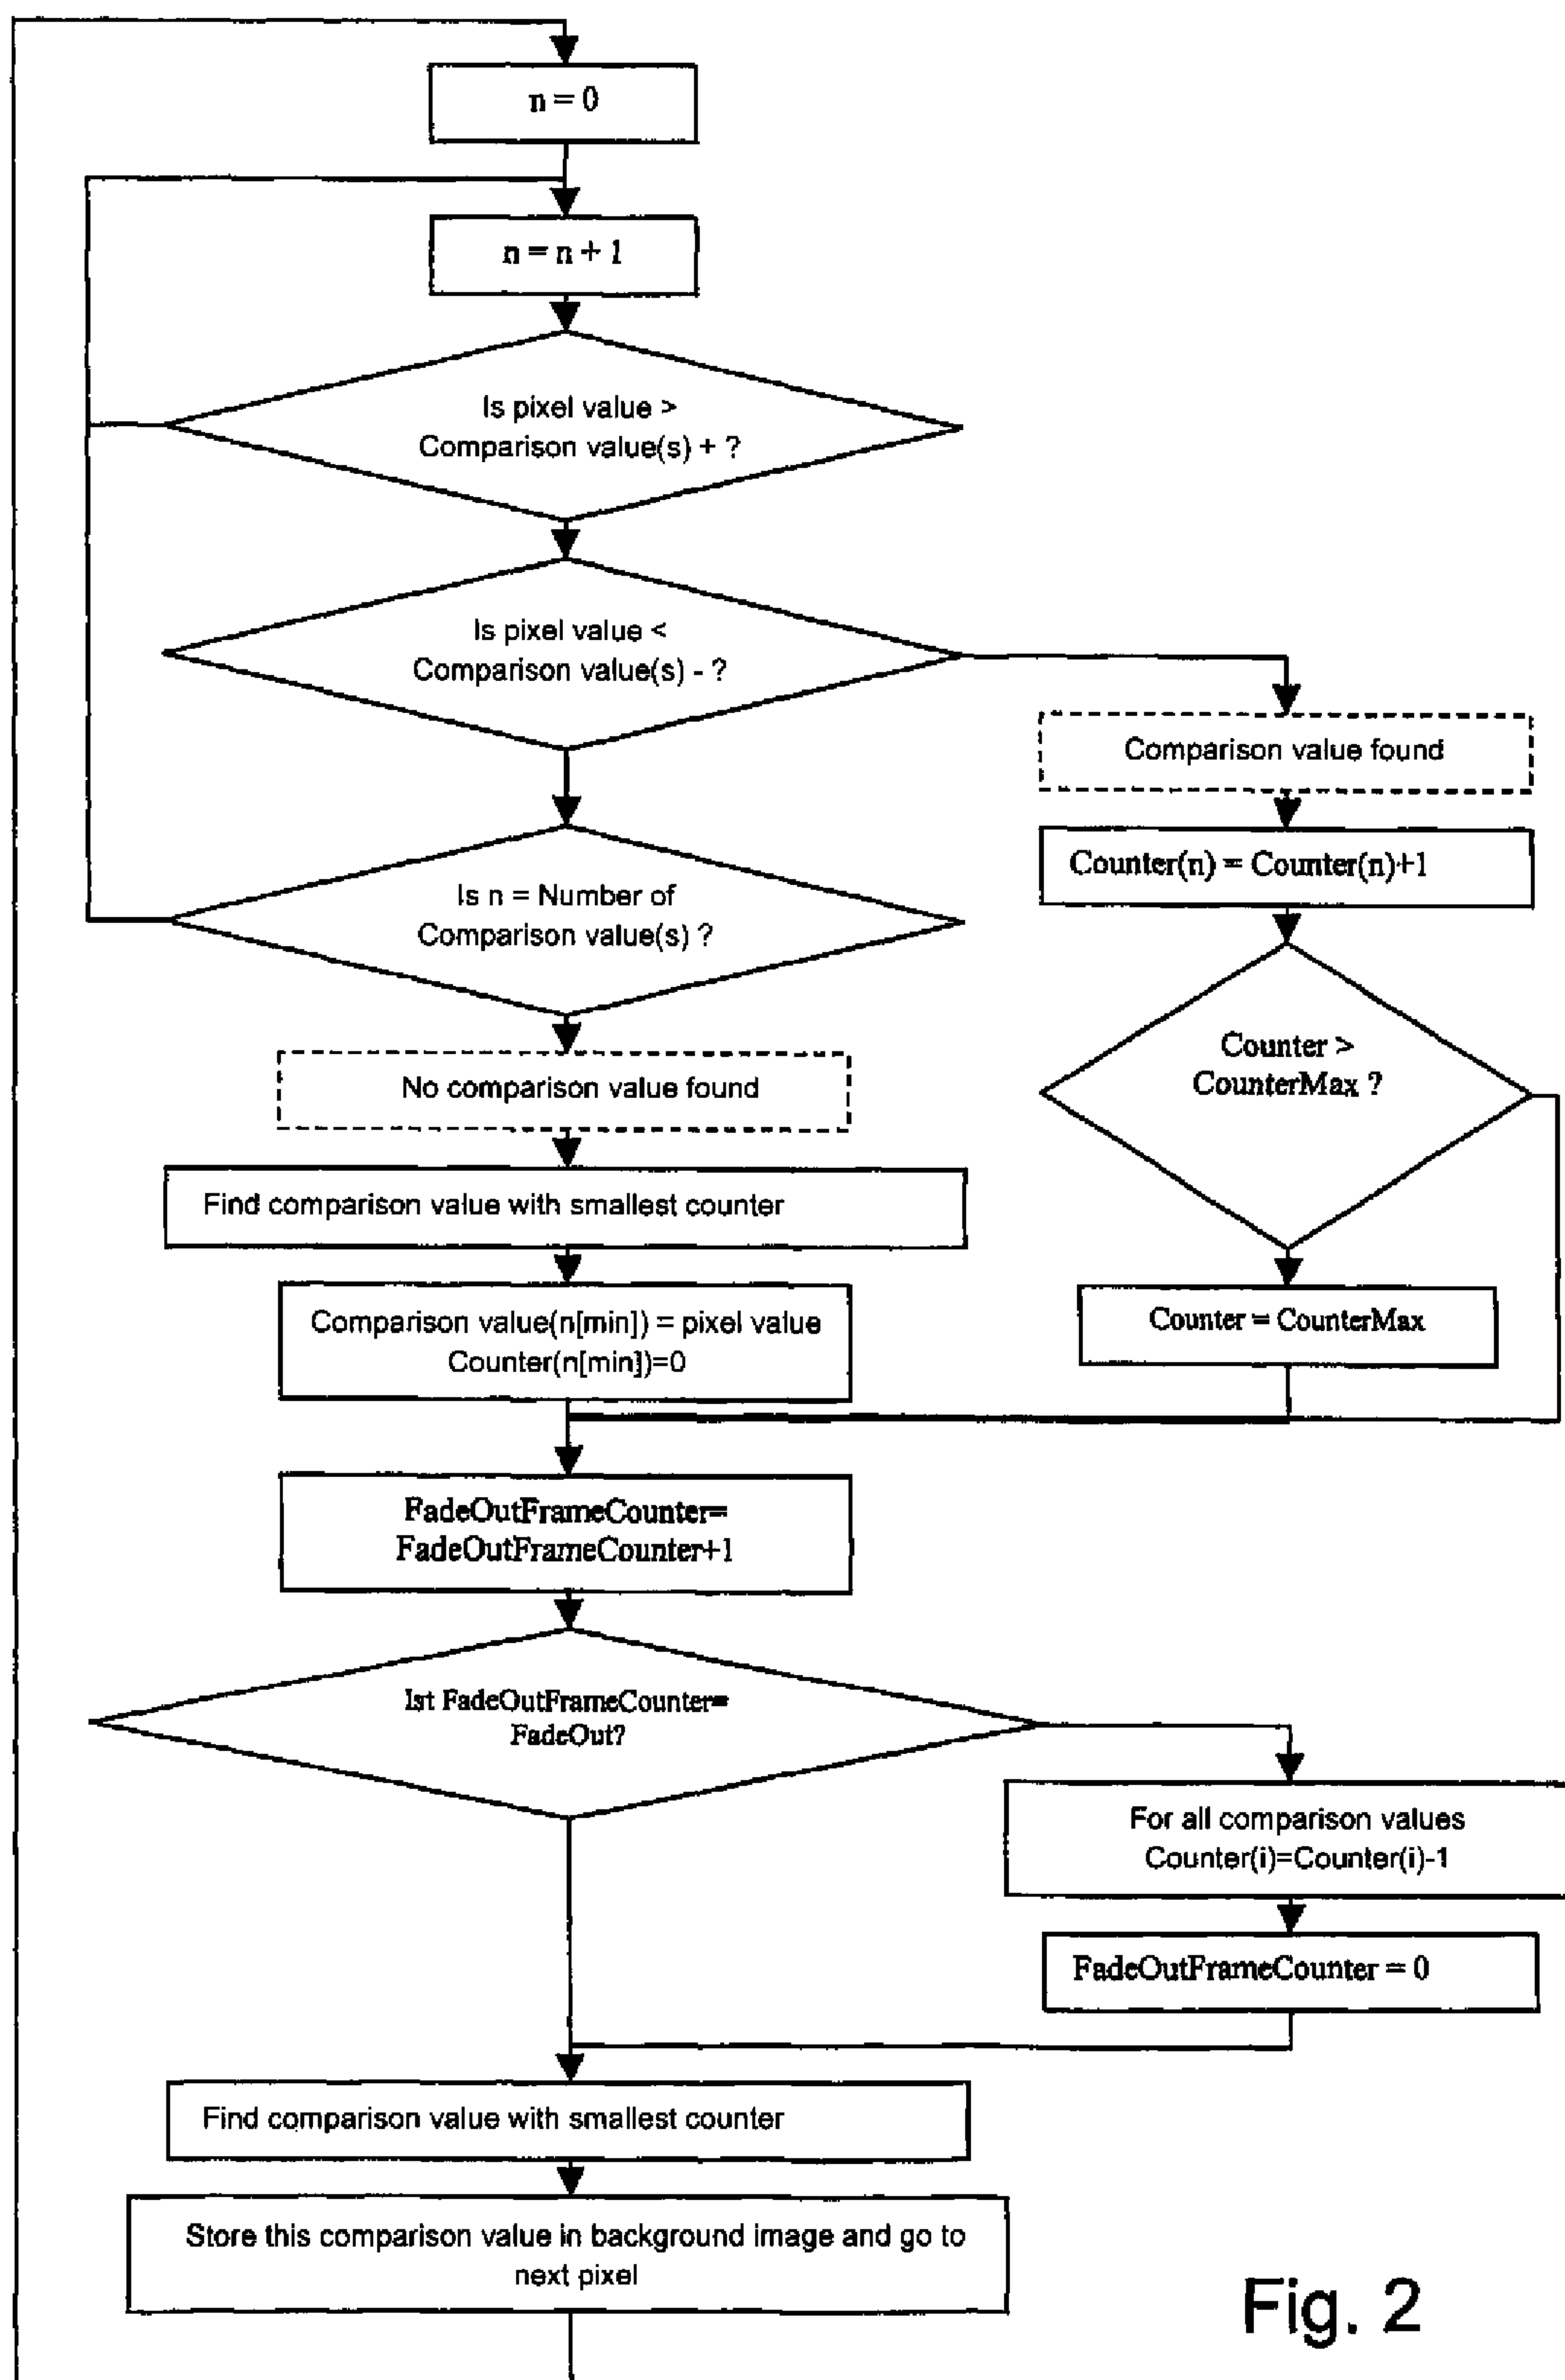 n = 0
n = n + 1
Is pixel value >
Comparison value(s) + ?
Is pixel value <
Comparison value(s) - ?
Comparison value found
Counter(n) = Counter(n)+1
Is n = Number of
Comparison value(s) ?
Counter >
CounterMax ?
No comparison value found
Find comparison value with smallest counter
Comparison value(n[min]) = pixel value
Counter(n[min])=0
Counter = CounterMax
FadeOutFrameCounter=
FadeOutFrameCounter+1
Ist FadeOutFrameCounter=
FadeOut?
For all comparison values
Counter(i)=Counter(i)-1
FadeOutFrameCounter = 0
Find comparison value with smallest counter
Store this comparison value in background image and go to
next pixel
Fig. 2